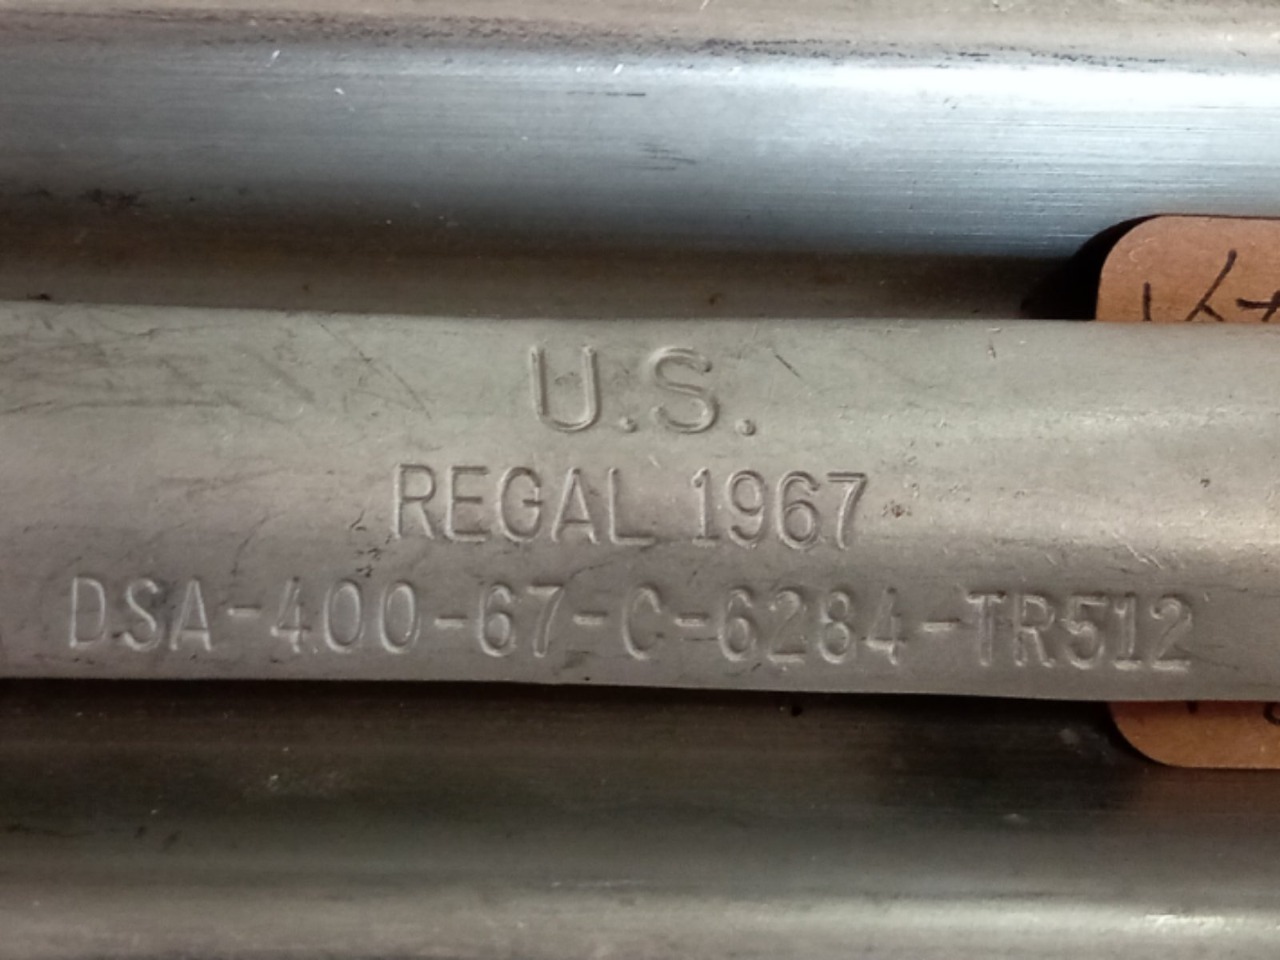 U.S.
REGAL 1967
DSA-400-67-C-6284-TR512